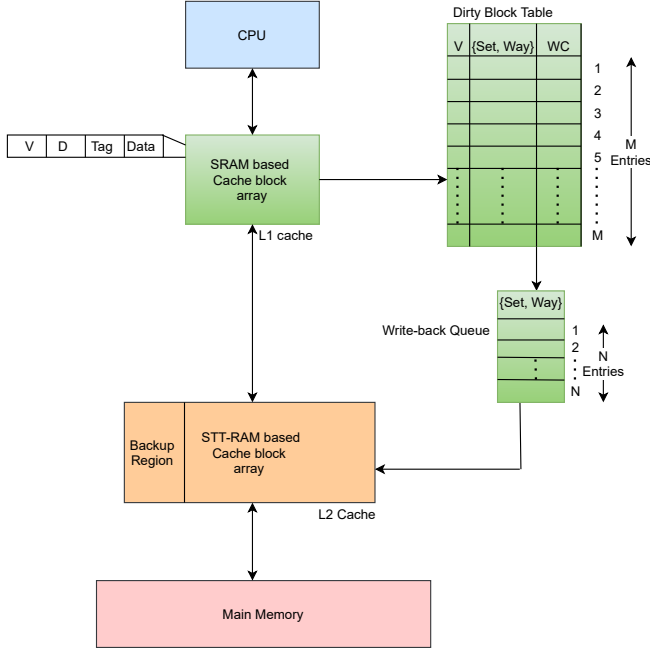 Dirty Block Table
CPU
V {Set, Way} WC
1
2
3
4
5
M
M
Entries
V D Tag Data
SRAM based
Cache block
array
L1 cache
{Set, Way}
Write-back Queue
1
2
N
N
Entries
Backup
Region
STT-RAM based
Cache block
array
L2 Cache
Main Memory